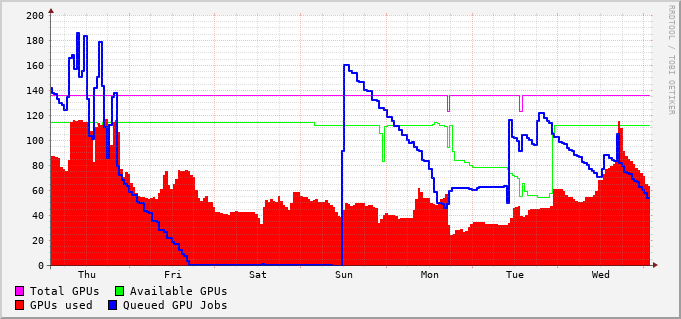 200
180
160
140
120
100
80
60
40
20
0
Thu Fri Sat Sun Mon Tue Wed
Total GPUs Available GPUs
GPUs used Queued GPU Jobs
RRDTOOL / TOBI OETIKER